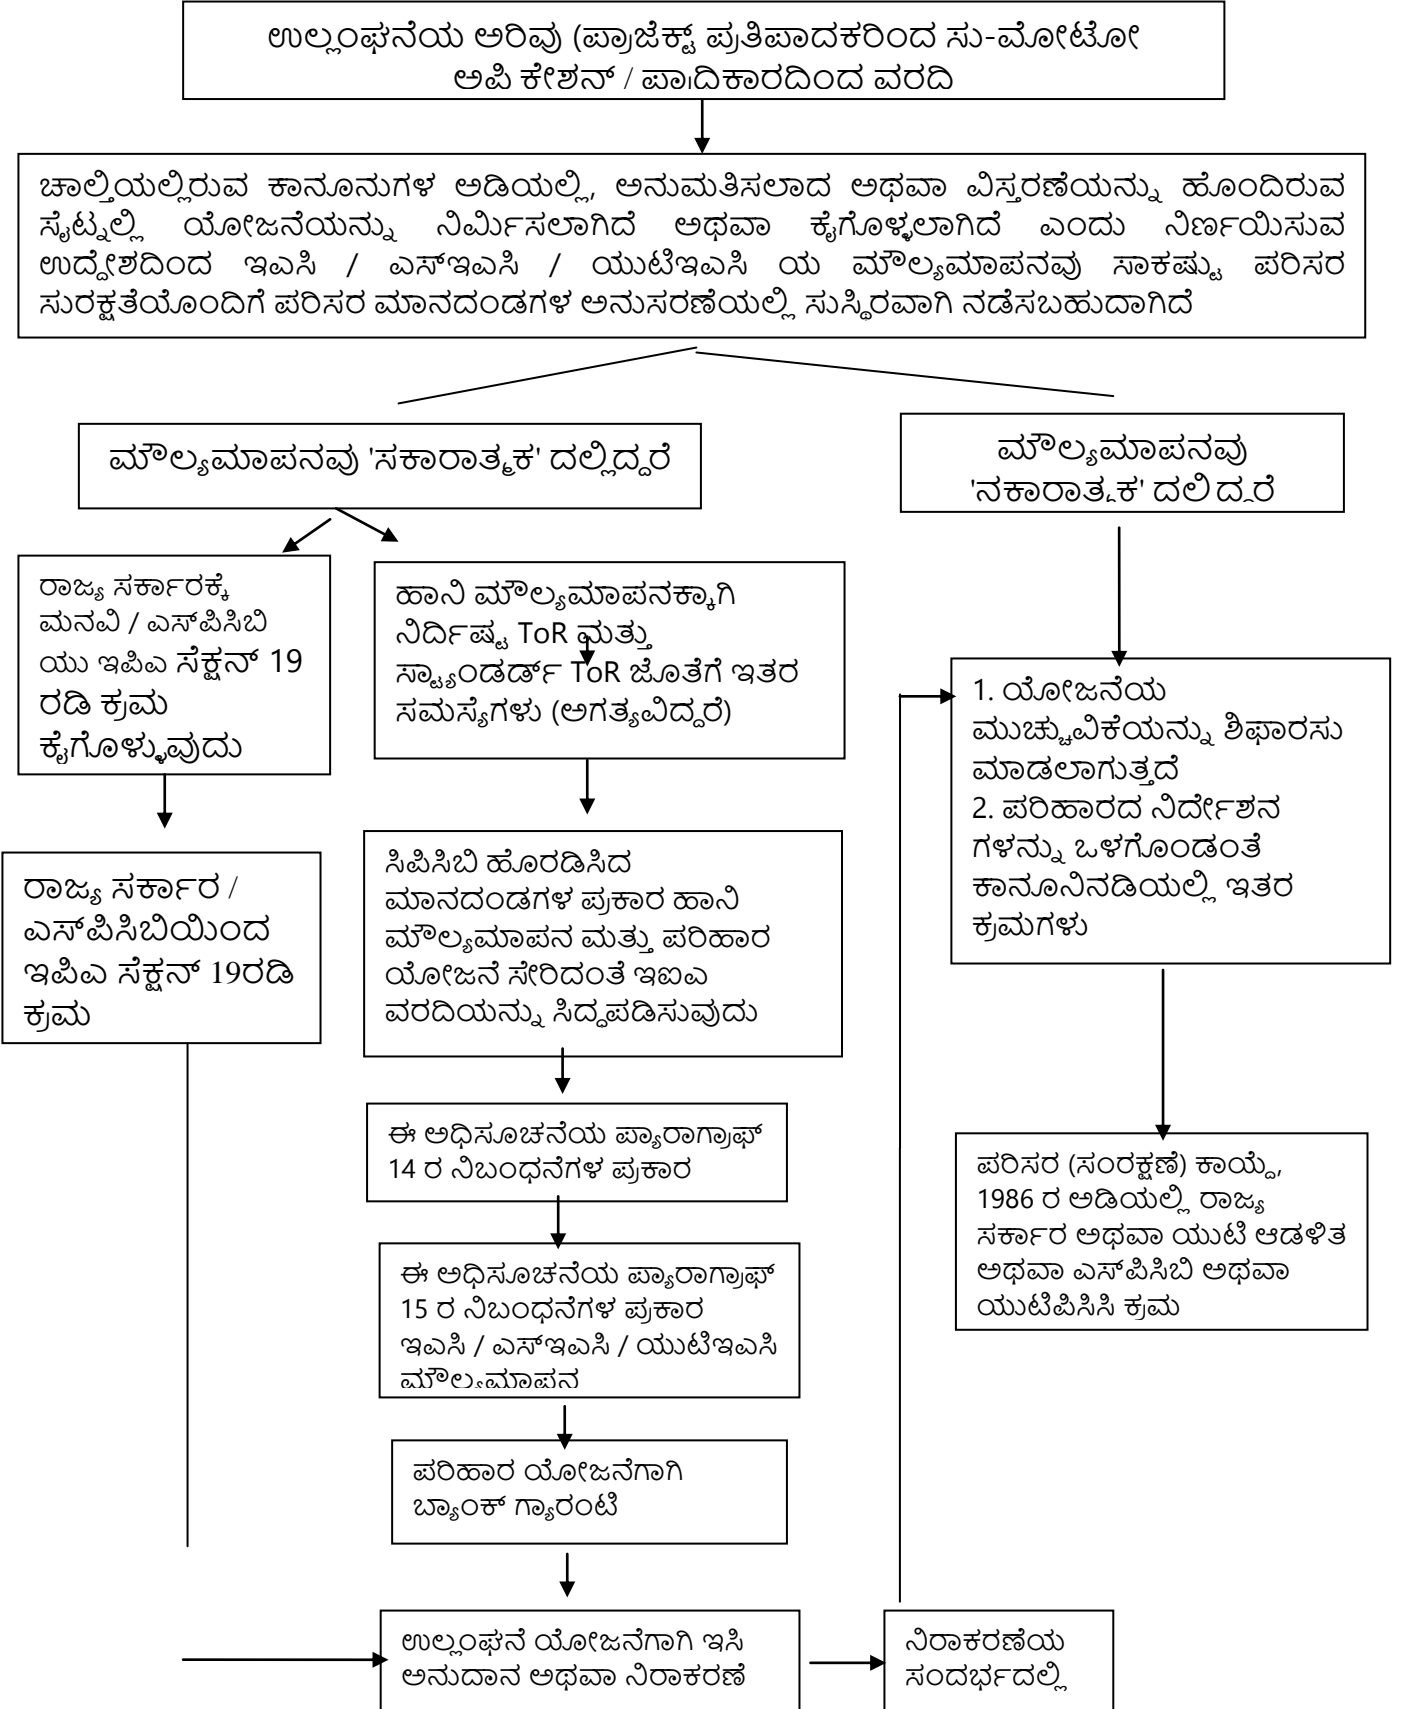 ಉಲ್ಲಂಘನೆಯ ಅರಿವು (ಪ್ರಾಜೆಕ್ಟ್ ಪ್ರತಿಪಾದಕರಿಂದ ಸು-ಮೋಟೋ
ಅಪ್ಲಿಕೇಶನ್ / ಪ್ರಾಧಿಕಾರದಿಂದ ವರದಿ
ಚಾಲ್ತಿಯಲ್ಲಿರುವ ಕಾನೂನುಗಳ ಅಡಿಯಲ್ಲಿ, ಅನುಮತಿಸಲಾದ ಅಥವಾ ವಿಸ್ತರಣೆಯನ್ನು ಹೊಂದಿರುವ
ಸೈಟ್ನಲ್ಲಿ ಯೋಜನೆಯನ್ನು ನಿರ್ಮಿಸಲಾಗಿದೆ ಅಥವಾ ಕೈಗೊಳ್ಳಲಾಗಿದೆ ಎಂದು ನಿರ್ಣಯಿಸುವ
ಉದ್ದೇಶದಿಂದ ಇಎಸಿ / ಎಸ್ಇಎಸಿ / ಯುಟಿಇಎಸಿ ಯ ಮೌಲ್ಯಮಾಪನವು ಸಾಕಷ್ಟು ಪರಿಸರ
ಸುರಕ್ಷತೆಯೊಂದಿಗೆ ಪರಿಸರ ಮಾನದಂಡಗಳ ಅನುಸರಣೆಯಲ್ಲಿ ಸುಸ್ಥಿರವಾಗಿ ನಡೆಸಬಹುದಾಗಿದೆ
ಮೌಲ್ಯಮಾಪನವು 'ಸಕಾರಾತ್ಮಕ' ದಲ್ಲಿದ್ದರೆ
ಮೌಲ್ಯಮಾಪನವು
'ನಕಾರಾತ್ಮಕ' ದಲ್ಲಿದ್ದರೆ
ರಾಜ್ಯ ಸರ್ಕಾರಕ್ಕೆ
ಮನವಿ / ಎಸ್‌ಪಿಸಿಬಿ
ಯು ಇಪಿಎ ಸೆಕ್ಷನ್ 19
ರಡಿ ಕ್ರಮ
ಕೈಗೊಳ್ಳುವುದು
ಹಾನಿ ಮೌಲ್ಯಮಾಪನಕ್ಕಾಗಿ
ನಿರ್ದಿಷ್ಟ ToR ಮತ್ತು
ಸ್ಟ್ಯಾಂಡರ್ಡ್ ToR ಜೊತೆಗೆ ಇತರ
ಸಮಸ್ಯೆಗಳು (ಅಗತ್ಯವಿದ್ದರೆ)
1. ಯೋಜನೆಯ
ಮುಚ್ಚುವಿಕೆಯನ್ನು ಶಿಫಾರಸು
ಮಾಡಲಾಗುತ್ತದೆ
2. ಪರಿಹಾರದ ನಿರ್ದೇಶನ
ಗಳನ್ನು ಒಳಗೊಂಡಂತೆ
ಕಾನೂನಿನಡಿಯಲ್ಲಿ ಇತರ
ಕ್ರಮಗಳು
ರಾಜ್ಯ ಸರ್ಕಾರ /
ಎಸ್‌ಪಿಸಿಬಿಯಿಂದ
ಇಪಿಎ ಸೆಕ್ಷನ್ 19ರಡಿ
ಕ್ರಮ
ಸಿಪಿಸಿಬಿ ಹೊರಡಿಸಿದ
ಮಾನದಂಡಗಳ ಪ್ರಕಾರ ಹಾನಿ
ಮೌಲ್ಯಮಾಪನ ಮತ್ತು ಪರಿಹಾರ
ಯೋಜನೆ ಸೇರಿದಂತೆ ಇಐಎ
ವರದಿಯನ್ನು ಸಿದ್ಧಪಡಿಸುವುದು
ಈ ಅಧಿಸೂಚನೆಯ ಪ್ಯಾರಾಗ್ರಾಫ್
14 ರ ನಿಬಂಧನೆಗಳ ಪ್ರಕಾರ
ಪರಿಸರ (ಸಂರಕ್ಷಣೆ) ಕಾಯ್ದೆ,
1986 ರ ಅಡಿಯಲ್ಲಿ ರಾಜ್ಯ
ಸರ್ಕಾರ ಅಥವಾ ಯುಟಿ ಆಡಳಿತ
ಅಥವಾ ಎಸ್‌ಪಿಸಿಬಿ ಅಥವಾ
ಯುಟಿಪಿಸಿಸಿ ಕ್ರಮ
ಈ ಅಧಿಸೂಚನೆಯ ಪ್ಯಾರಾಗ್ರಾಫ್
15 ರ ನಿಬಂಧನೆಗಳ ಪ್ರಕಾರ
ಇಎಸಿ / ಎಸ್ಇಎಸಿ / ಯುಟಿಇಎಸಿ
ಮೌಲ್ಯಮಾಪನ
ಪರಿಹಾರ ಯೋಜನೆಗಾಗಿ
ಬ್ಯಾಂಕ್ ಗ್ಯಾರಂಟಿ
ಉಲ್ಲಂಘನೆ ಯೋಜನೆಗಾಗಿ ಇಸಿ
ಅನುದಾನ ಅಥವಾ ನಿರಾಕರಣೆ
ನಿರಾಕರಣೆಯ
ಸಂದರ್ಭದಲ್ಲಿ